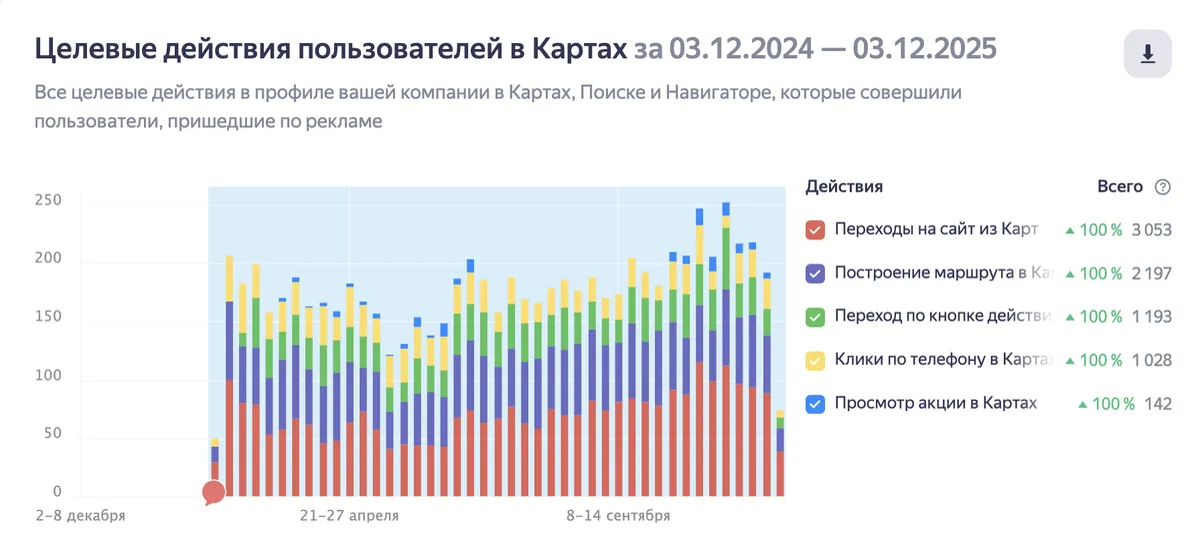 Целевые действия пользователей в Картах за 03.12.2024 — 03.12.2025
Все целевые действия в профиле вашей компании в Картах, Поиске и Навигаторе, которые совершили
пользователи, пришедшие по рекламе
250
200
150
100
50
0
2–8 декабря
21–27 апреля
8–14 сентября
Действия Всего ?
Переходы на сайт из Карт 100 % 3 053
Построение маршрута в Ка 100 % 2 197
Переход по кнопке действи 100 % 1 193
Клики по телефону в Картах 100 % 1 028
Просмотр акции в Картах 100 % 142